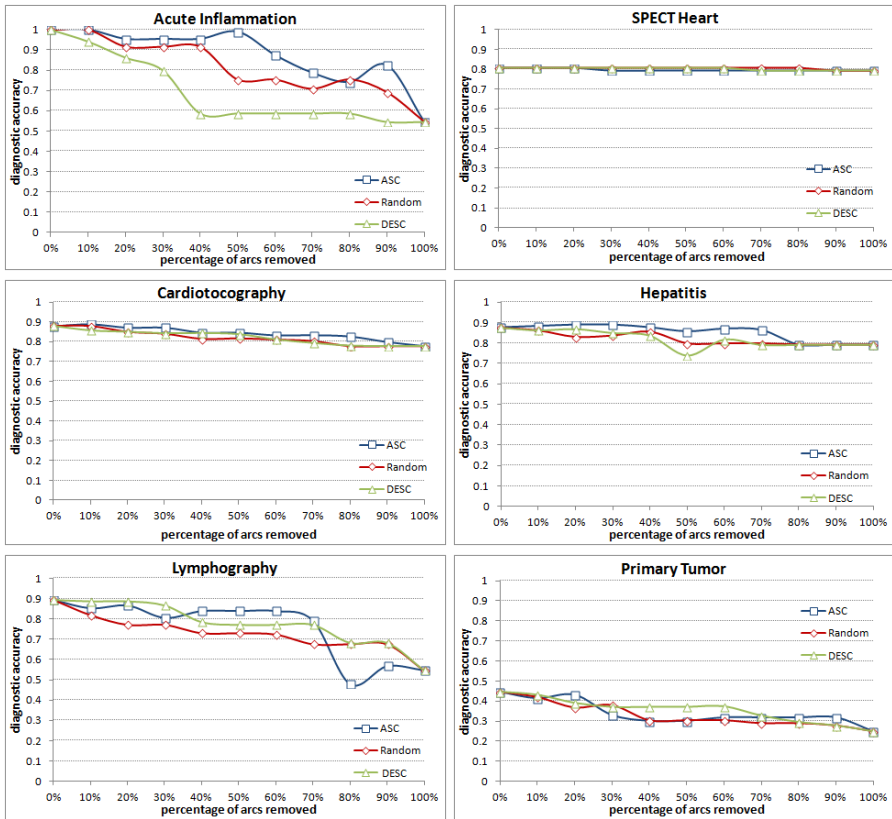 Acute Inflammation
diagnostic accuracy
1
0.9
0.8
0.7
0.6
0.5
0.4
0.3
0.2
0.1
0
ASC
Random
DESC
0% 10% 20% 30% 40% 50% 60% 70% 80% 90% 100%
percentage of arcs removed
SPECT Heart
diagnostic accuracy
1
0.9
0.8
0.7
0.6
0.5
0.4
0.3
0.2
0.1
0
ASC
Random
DESC
0% 10% 20% 30% 40% 50% 60% 70% 80% 90% 100%
percentage of arcs removed
Cardiotocography
diagnostic accuracy
1
0.9
0.8
0.7
0.6
0.5
0.4
0.3
0.2
0.1
0
ASC
Random
DESC
0% 10% 20% 30% 40% 50% 60% 70% 80% 90% 100%
percentage of arcs removed
Hepatitis
diagnostic accuracy
1
0.9
0.8
0.7
0.6
0.5
0.4
0.3
0.2
0.1
0
ASC
Random
DESC
0% 10% 20% 30% 40% 50% 60% 70% 80% 90% 100%
percentage of arcs removed
Lymphography
diagnostic accuracy
1
0.9
0.8
0.7
0.6
0.5
0.4
0.3
0.2
0.1
0
ASC
Random
DESC
0% 10% 20% 30% 40% 50% 60% 70% 80% 90% 100%
percentage of arcs removed
Primary Tumor
diagnostic accuracy
1
0.9
0.8
0.7
0.6
0.5
0.4
0.3
0.2
0.1
0
ASC
Random
DESC
0% 10% 20% 30% 40% 50% 60% 70% 80% 90% 100%
percentage of arcs removed